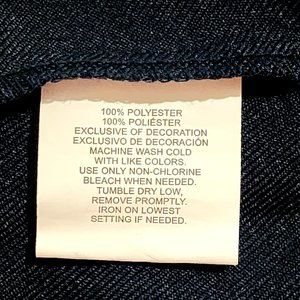 100% POLYESTER
100% POLIÉSTER
EXCLUSIVE OF DECORATION
EXCLUSIVO DE DECORACIÓN
MACHINE WASH COLD
WITH LIKE COLORS.
USE ONLY NON-CHLORINE
BLEACH WHEN NEEDED.
TUMBLE DRY LOW,
REMOVE PROMPTLY.
IRON ON LOWEST
SETTING IF NEEDED.